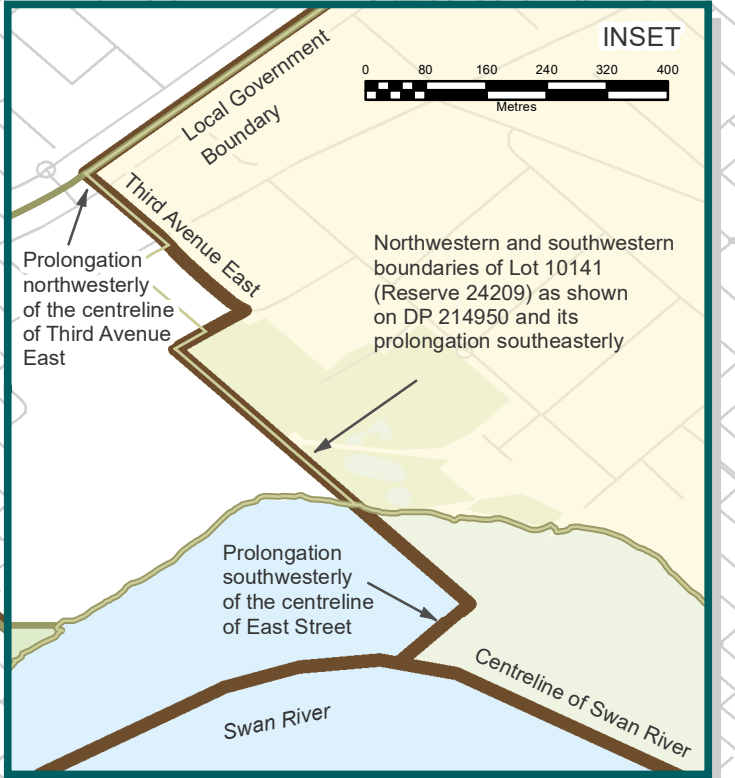 INSET
0 80 160 240 320 400
Metres
Local Government
Boundary
Third Avenue East
Prolongation
northwesterly
of the centreline
of Third Avenue
East
Northwestern and southwestern
boundaries of Lot 10141
(Reserve 24209) as shown
on DP 214950 and its
prolongation southeasterly
Prolongation
southwesterly
of the centreline
of East Street
Centreline of Swan River
Swan River